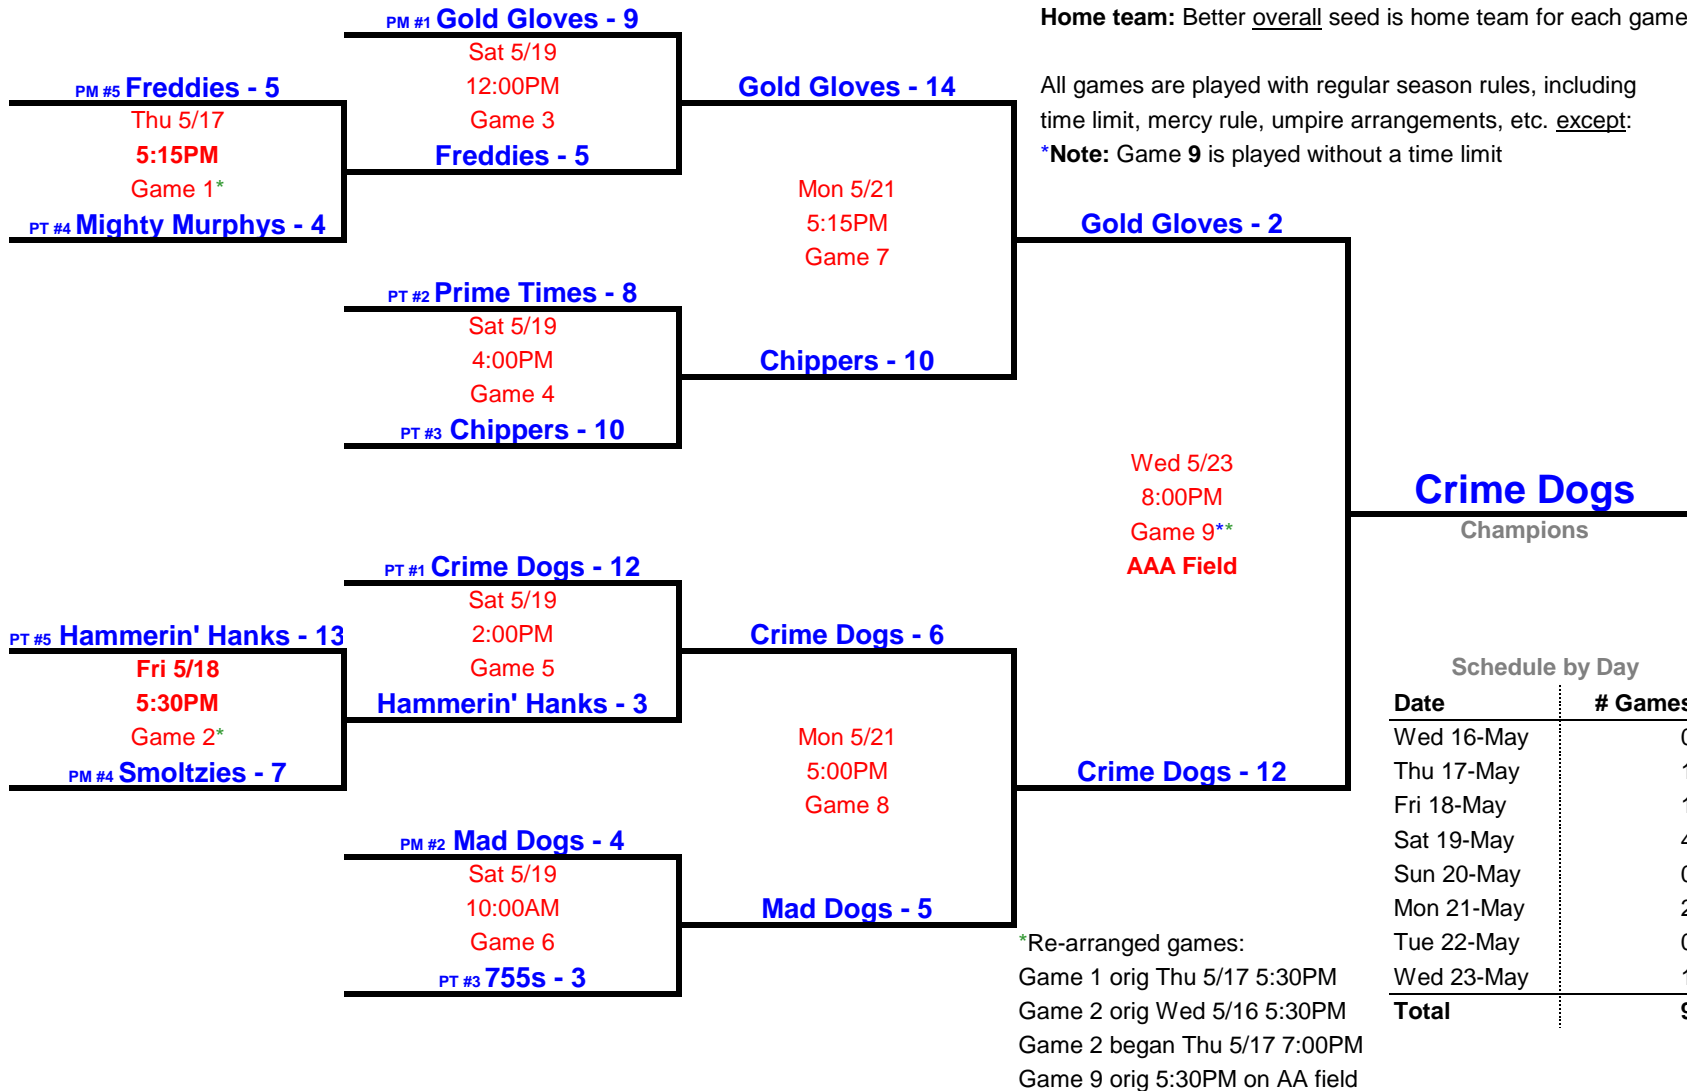 PM #1 Gold Gloves - 9
Sat 5/19
12:00PM
Game 3
Freddies - 5
PM #5 Freddies - 5
Thu 5/17
5:15PM
Game 1*
PT #4 Mighty Murphys - 4
Gold Gloves - 14
Mon 5/21
5:15PM
Game 7
Chippers - 10
PT #2 Prime Times - 8
Sat 5/19
4:00PM
Game 4
PT #3 Chippers - 10
Gold Gloves - 2
Wed 5/23
8:00PM
Game 9**
AAA Field
Crime Dogs - 12
Crime Dogs
Champions
PT #1 Crime Dogs - 12
Sat 5/19
2:00PM
Game 5
Hammerin' Hanks - 3
PT #5 Hammerin' Hanks - 13
Fri 5/18
5:30PM
Game 2*
PM #4 Smoltzies - 7
Crime Dogs - 6
Mon 5/21
5:00PM
Game 8
Mad Dogs - 5
PM #2 Mad Dogs - 4
Sat 5/19
10:00AM
Game 6
PT #3 755s - 3
Home team: Better overall seed is home team for each game
All games are played with regular season rules, including
time limit, mercy rule, umpire arrangements, etc. except:
*Note: Game 9 is played without a time limit
*Re-arranged games:
Game 1 orig Thu 5/17 5:30PM
Game 2 orig Wed 5/16 5:30PM
Game 2 began Thu 5/17 7:00PM
Game 9 orig 5:30PM on AA field
Schedule by Day
Date # Games
Wed 16-May 0
Thu 17-May 1
Fri 18-May 1
Sat 19-May 4
Sun 20-May 0
Mon 21-May 2
Tue 22-May 0
Wed 23-May 1
Total 9